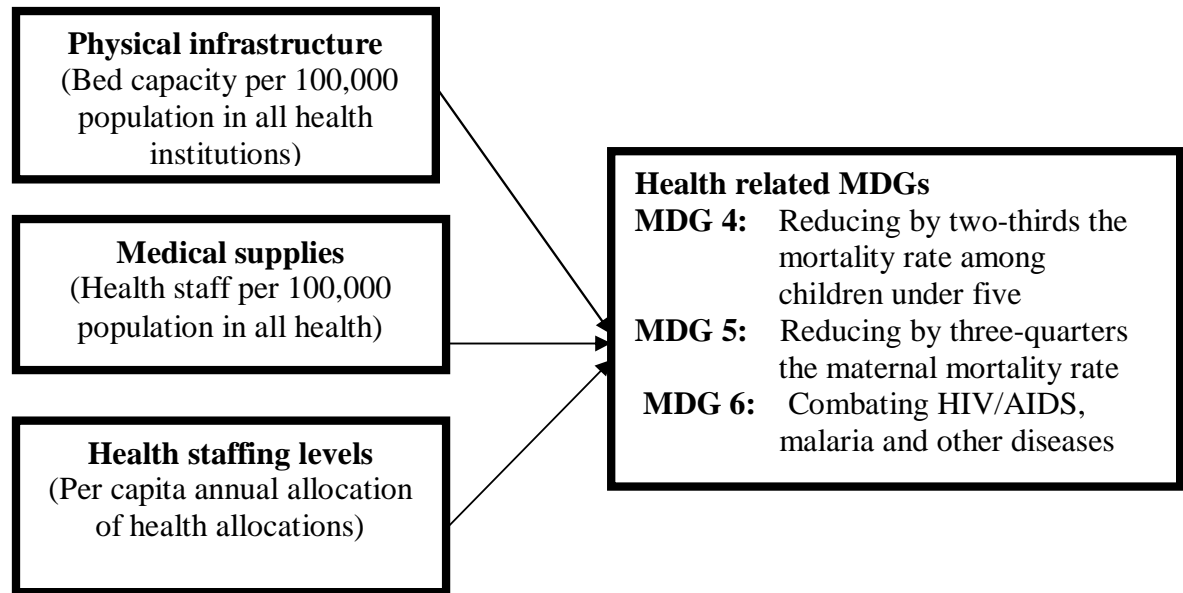 Physical infrastructure
(Bed capacity per 100,000
population in all health
institutions)
Medical supplies
(Health staff per 100,000
population in all health)
Health staffing levels
(Per capita annual allocation
of health allocations)
Health related MDGs
MDG 4: Reducing by two-thirds the
mortality rate among
children under five
MDG 5: Reducing by three-quarters
the maternal mortality rate
MDG 6: Combating HIV/AIDS,
malaria and other diseases